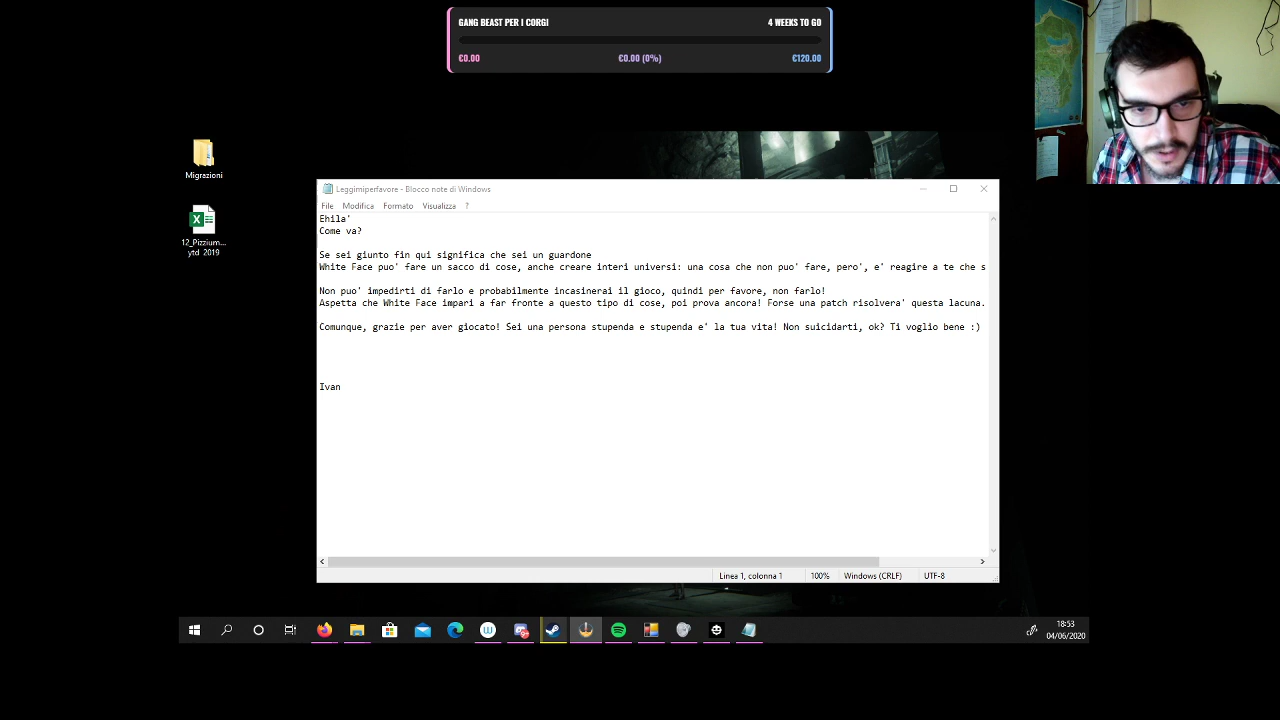 GANG BEAST PER I CORGI
4 WEEKS TO GO
€0.00
€0.00 (0%)
€120.00
Migrazioni
12_Pizzium...
ytd 2019
Leggimiperfavore - Blocco note di Windows
File Modifica Formato Visualizza ?
Ehila'
Come va?
Se sei giunto fin qui significa che sei un guardone
White Face puo' fare un sacco di cose, anche creare interi universi: una cosa che non puo' fare, pero', e' reagire a te che s
Non puo' impedirti di farlo e probabilmente incasinerai il gioco, quindi per favore, non farlo!
Aspetta che White Face impari a far fronte a questo tipo di cose, poi prova ancora! Forse una patch risolvera' questa lacuna.
Comunque, grazie per aver giocato! Sei una persona stupenda e stupenda e' la tua vita! Non suicidarti, ok? Ti voglio bene :)
Ivan
Linea 1, colonna 1 100% Windows (CRLF) UTF-8
18:53
04/06/2020